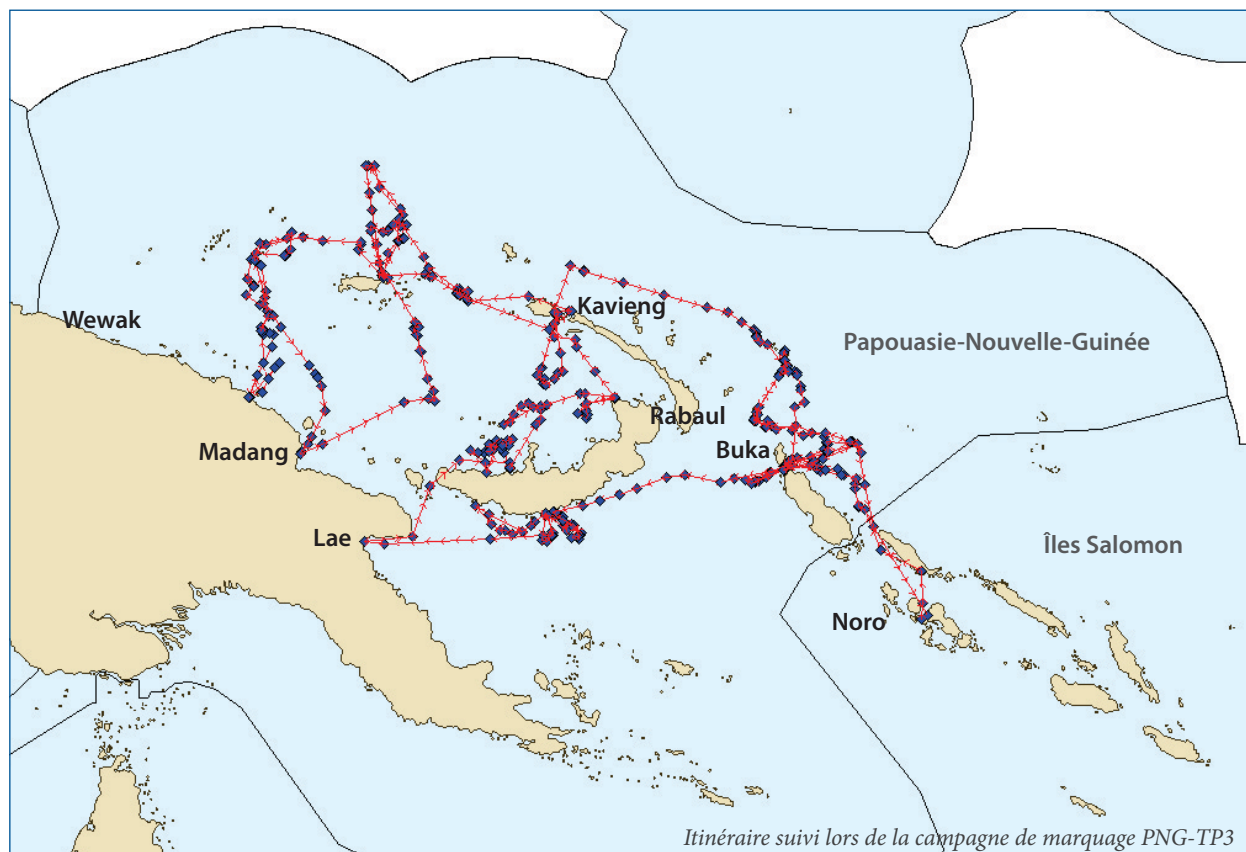 Kavieng
Wewak
Papouasie-Nouvelle-Guinée
Rabaul
Madang
Buka
Lae
Îles Salomon
Noro
Itinéraire suivi lors de la campagne de marquage PNG-TP3